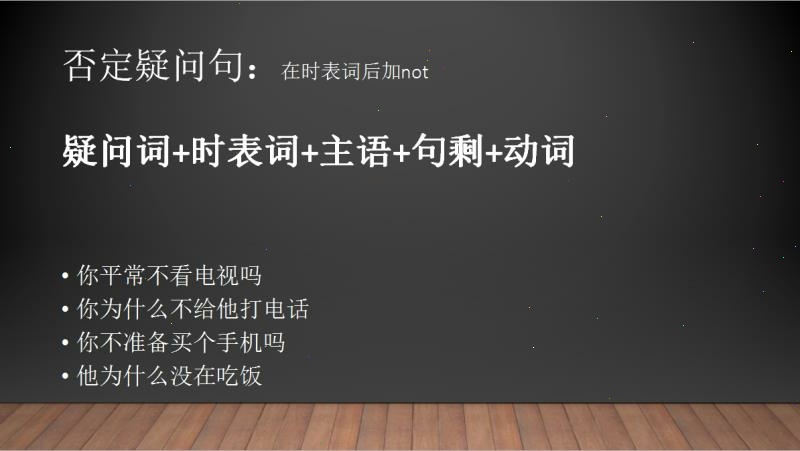 否定疑问句：在时表词后加not
疑问词+时表词+主语+句剩+动词
• 你平常不看电视吗
• 你为什么不给他打电话
• 你不准备买个手机吗
• 他为什么没在吃饭